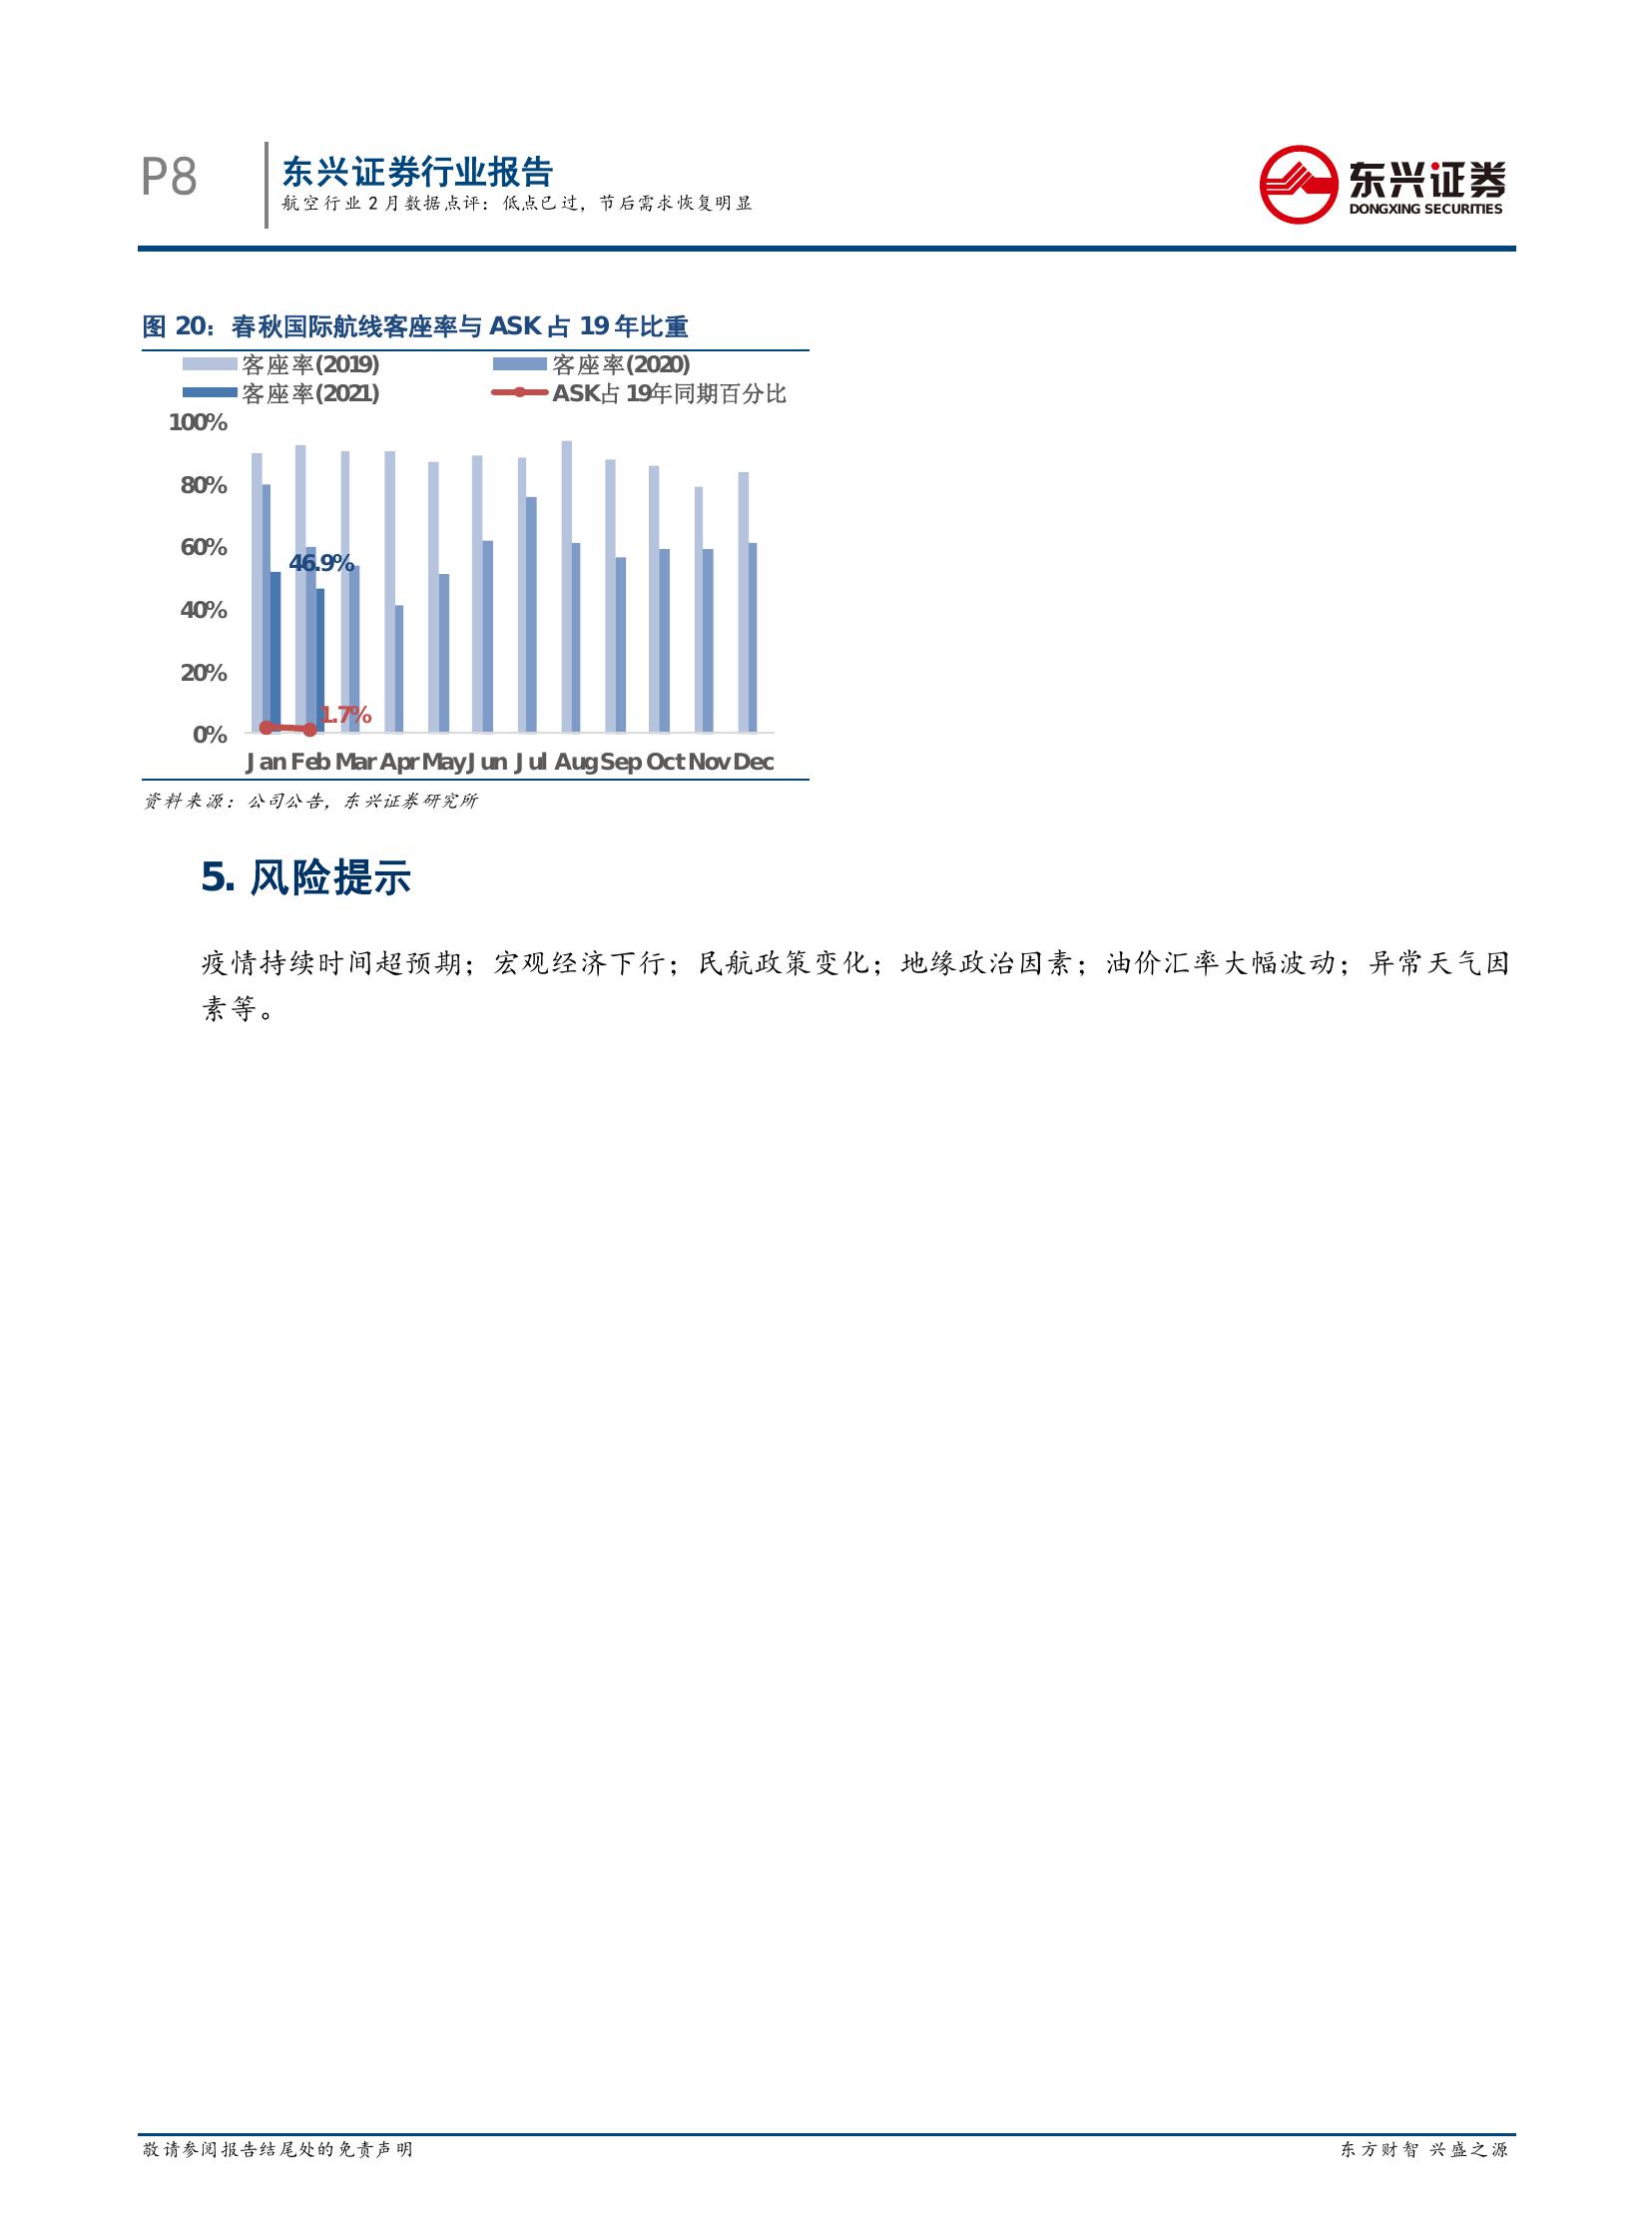 P8
东兴证券行业报告
航空行业 2 月数据点评：低点已过，节后需求恢复明显
东兴证券
DONGXING SECURITIES
图 20：春秋国际航线客座率与 ASK 占 19 年比重
客座率(2019) 客座率(2020)
客座率(2021) ASK占19年同期百分比
100%
80%
60%
46.9%
40%
20%
1.7%
0%
Jan Feb Mar Apr May Jun Jul Aug Sep Oct Nov Dec
资料来源：公司公告，东兴证券研究所
5. 风险提示
疫情持续时间超预期；宏观经济下行；民航政策变化；地缘政治因素；油价汇率大幅波动；异常天气因
素等。
敬请参阅报告结尾处的免责声明 东方财智 兴盛之源